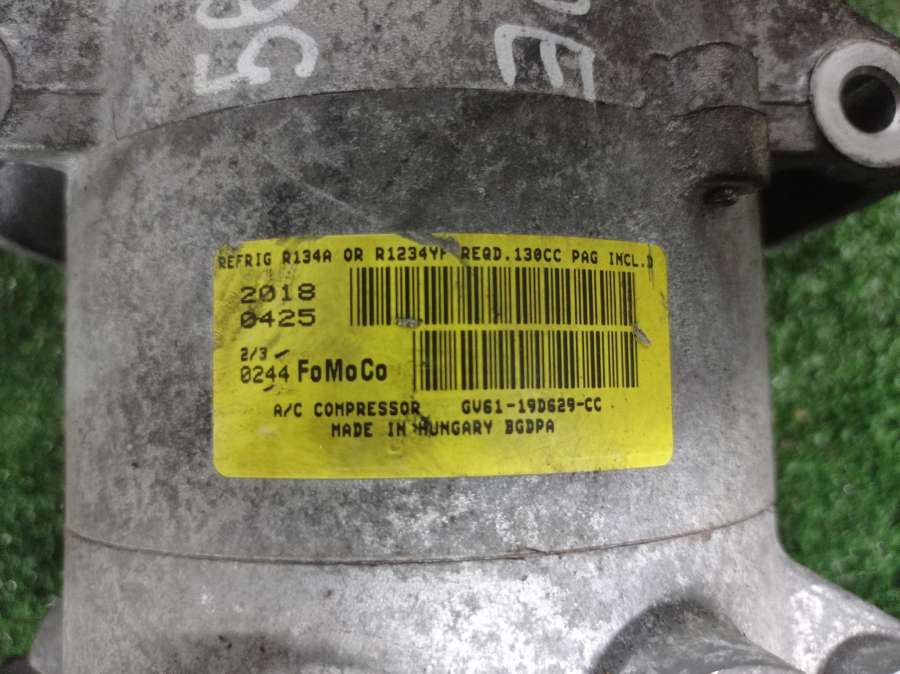 58
E
REFRIG R134A OR R1234YF REQD.130CC PAG INCL.D
2018
0425
2/3
0244 FoMoCo
A/C COMPRESSOR GV61-19D629-CC
MADE IN HUNGARY BGDPA